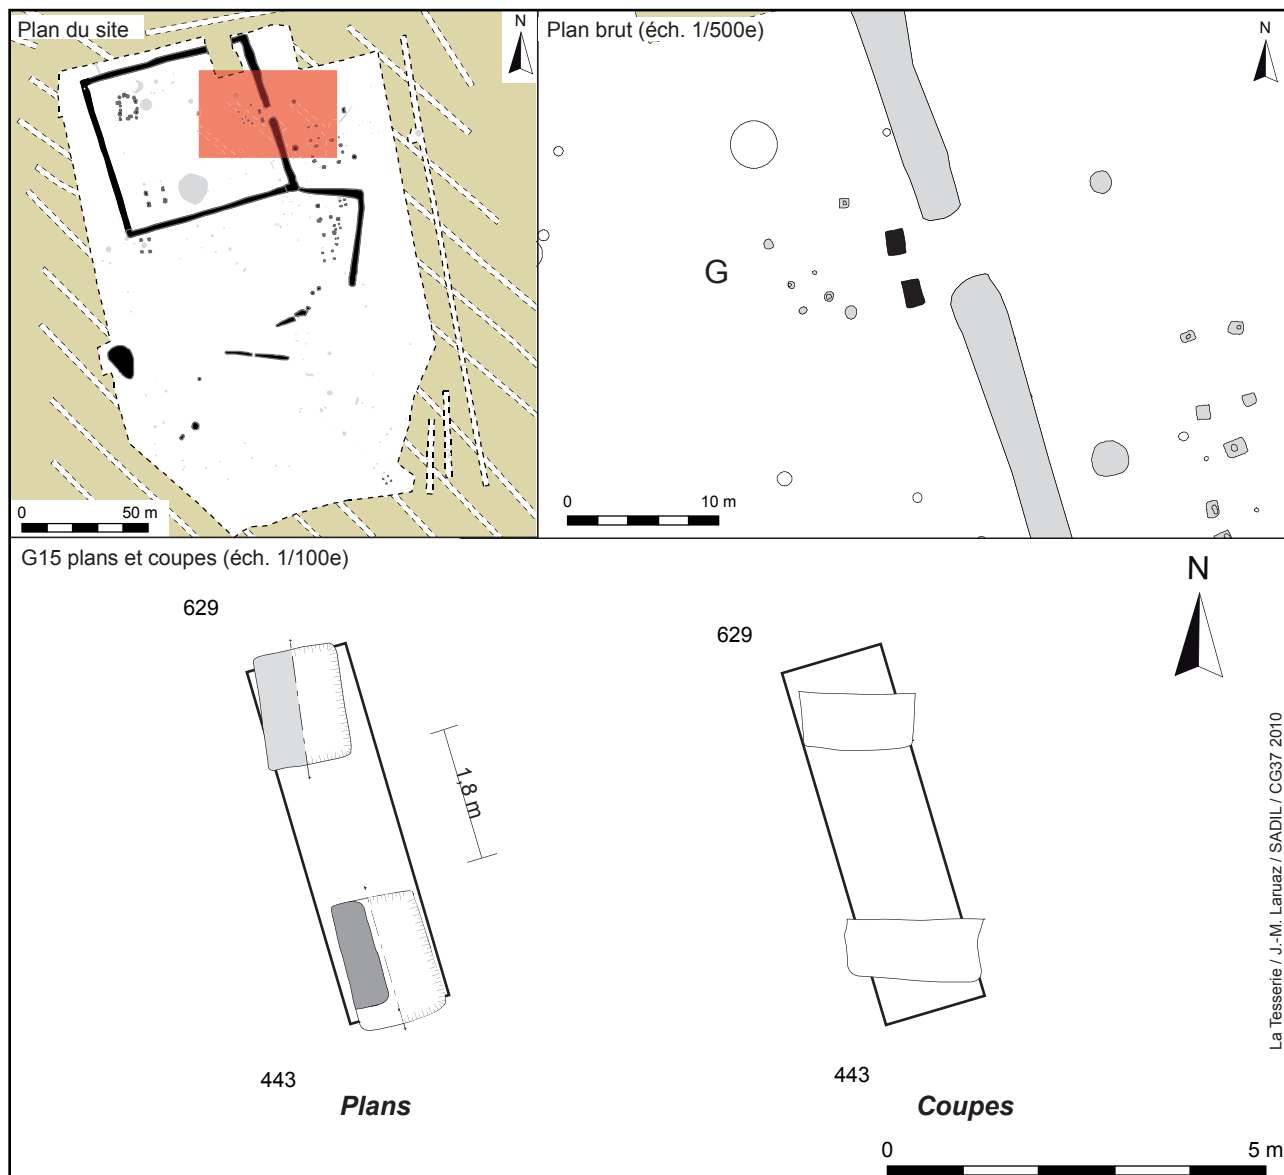 Plan du site
N
0 50 m
Plan brut (éch. 1/500e)
N
G
0 10 m
G15 plans et coupes (éch. 1/100e)
N
629
629
1,8 m
443
443
Plans
Coupes
0 5 m
La Tesserie / J.-M. Laruaz / SADIL / CG37 2010